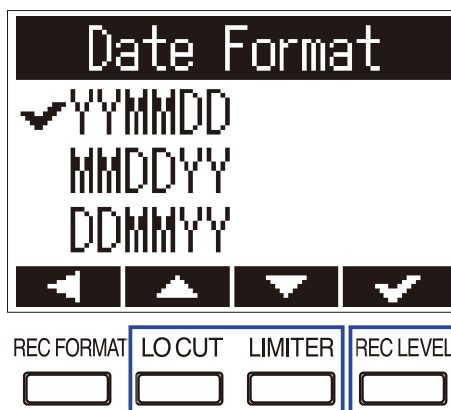 Date Format
YYMMDD
MMDDYY
DDMMYY
REC FORMAT LO CUT LIMITER REC LEVEL